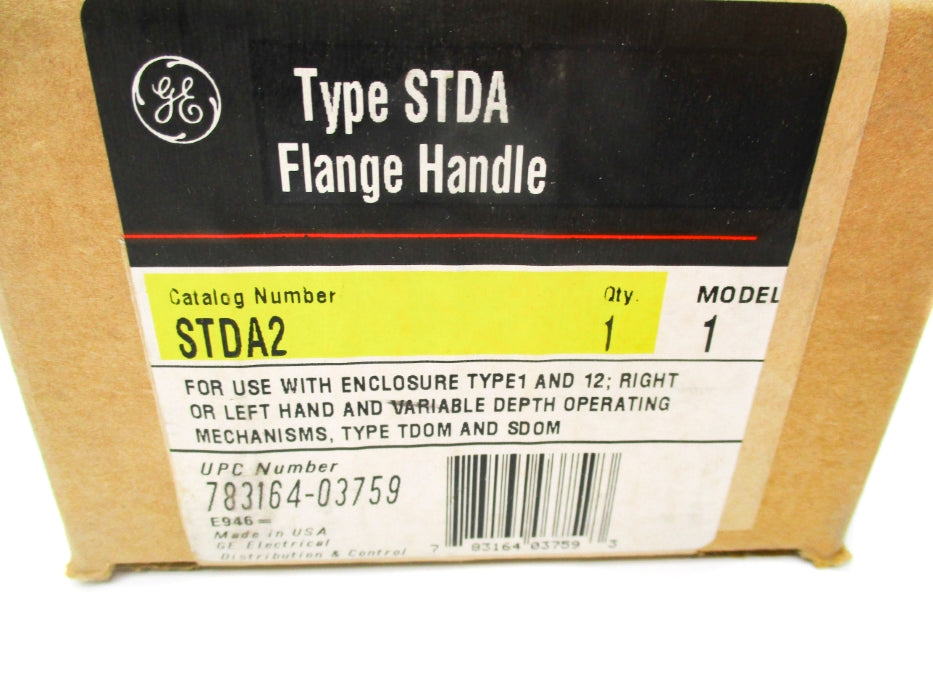 GE
Type STDA
Flange Handle
Catalog Number Qty. MODEL
STDA2 1 1
FOR USE WITH ENCLOSURE TYPE1 AND 12; RIGHT
OR LEFT HAND AND VARIABLE DEPTH OPERATING
MECHANISMS, TYPE TDOM AND SDOM
UPC Number
783164-03759
E946
Made in USA
GE Electrical
Distribution & Control
7 83164 03759 3